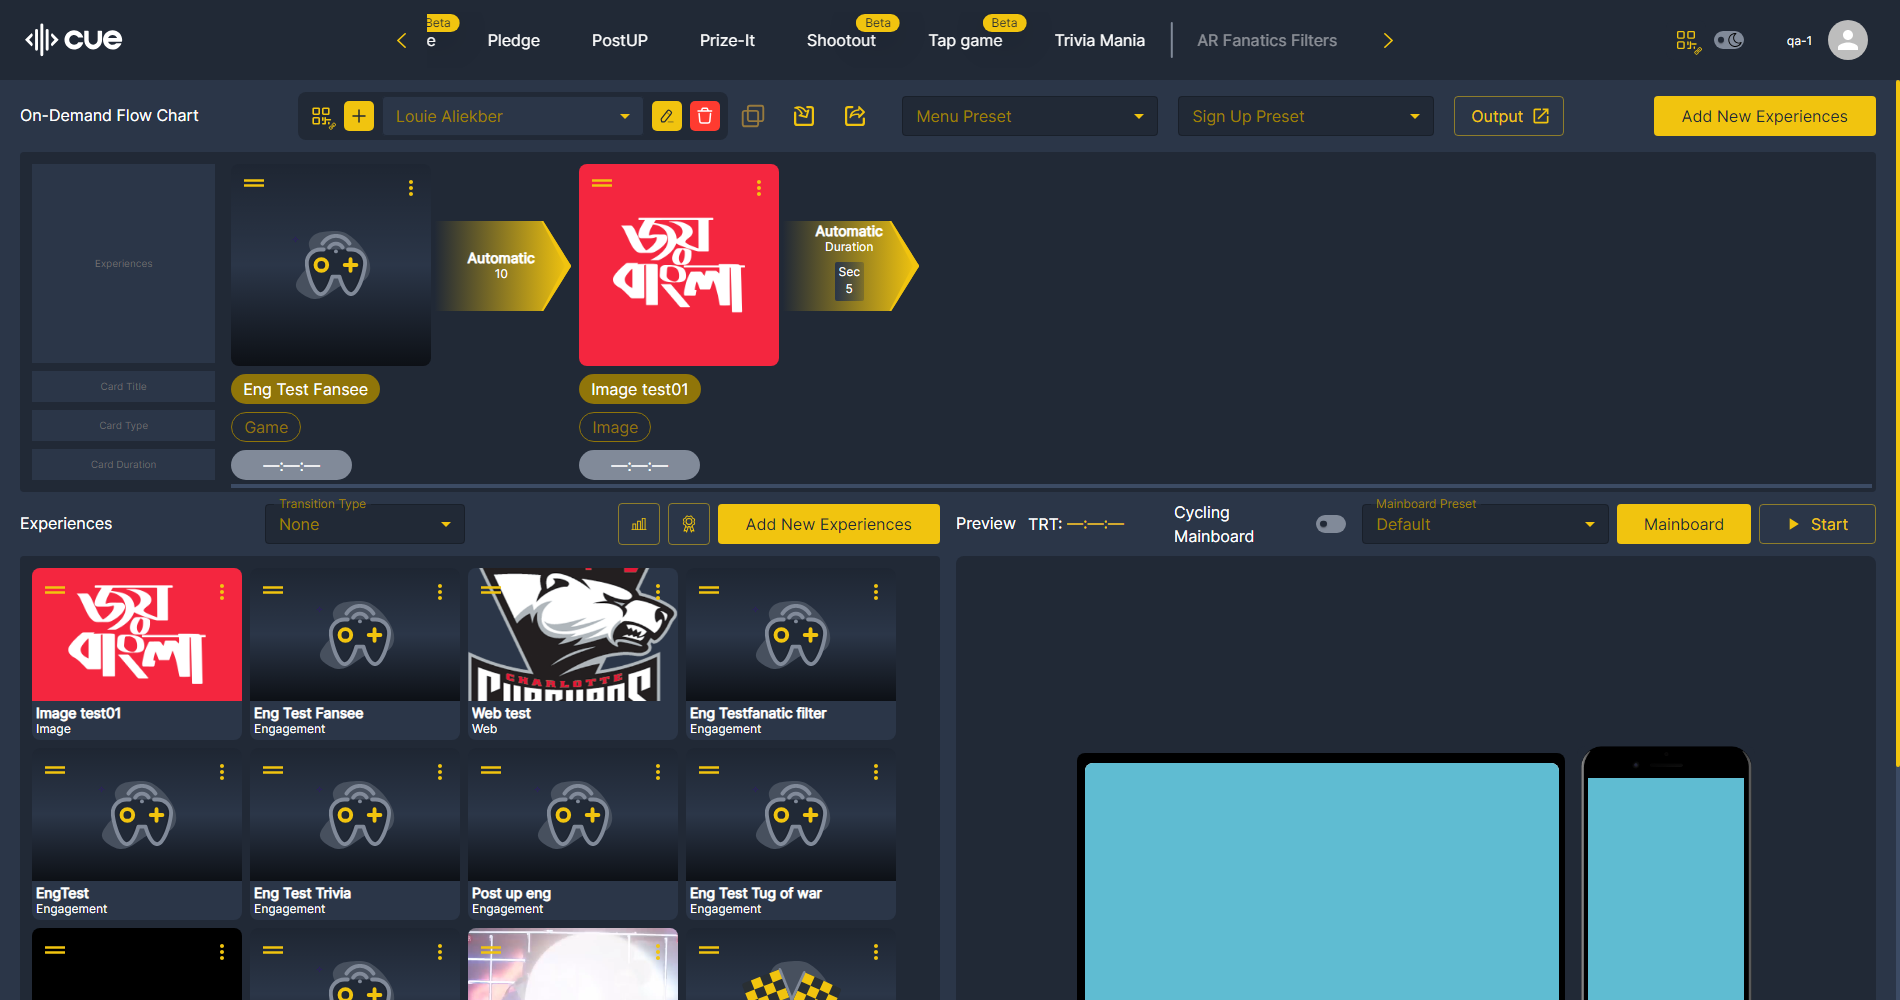 cue
Beta
e
Pledge
PostUP
Prize-It
Beta
Shootout
Beta
Tap game
Trivia Mania
AR Fanatics Filters
qa-1
On-Demand Flow Chart
Louie Aliekber
Menu Preset
Sign Up Preset
Output
Add New Experiences
Experiences
Automatic
10
জয়
বাংলা
Automatic
Duration
Sec
5
Card Title
Eng Test Fansee
Image test01
Card Type
Game
Image
Card Duration
—:—:—
—:—:—
Experiences
Transition Type
None
Add New Experiences
Preview
TRT: —:—:—
Cycling
Mainboard
Mainboard Preset
Default
Mainboard
Start
জয়
বাংলা
Image test01
Image
Eng Test Fansee
Engagement
CHARLOTTE
Web test
Web
Eng Testfanatic filter
Engagement
EngTest
Engagement
Eng Test Trivia
Engagement
Post up eng
Engagement
Eng Test Tug of war
Engagement